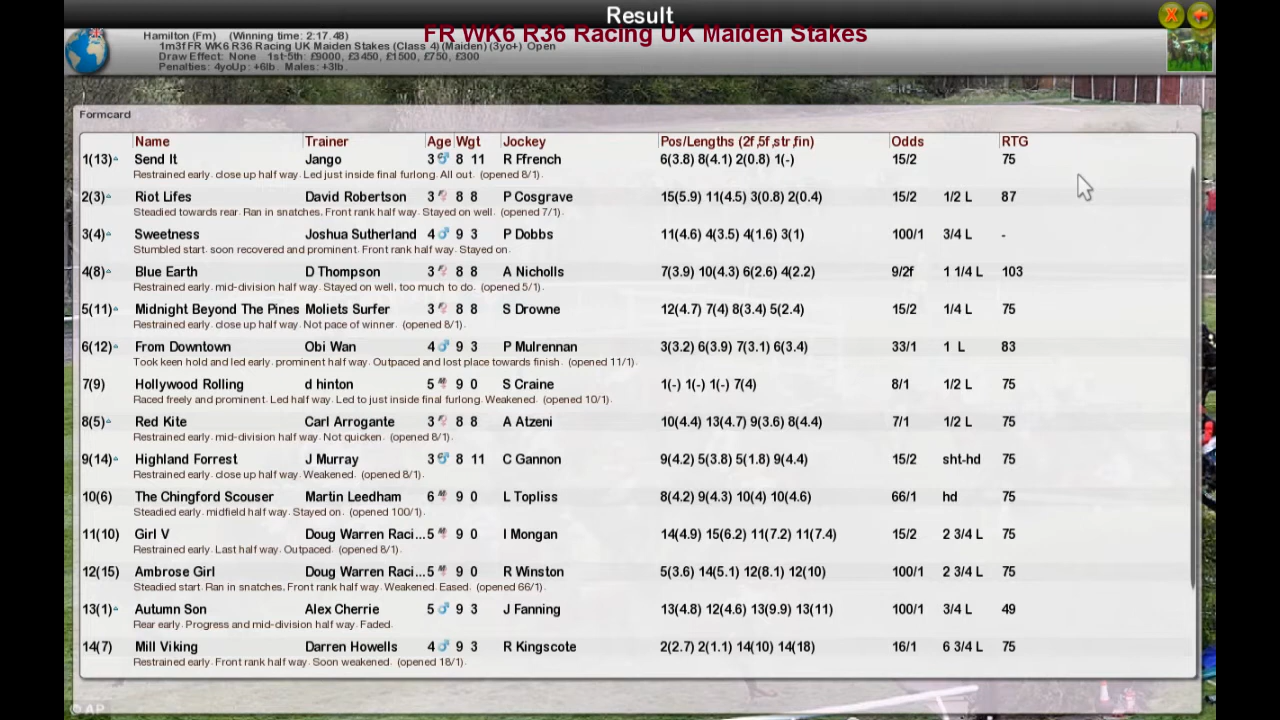 Result
FR WK6 R36 Racing UK Maiden Stakes
Hamilton (Fm) (Winning time: 2:17.48)
1m3f FR WK6 R36 Racing UK Maiden Stakes (Class 4) (Maiden) (3yo+) Open
Draw Effect: None 1st-5th: £9000, £3450, £1500, £750, £300
Penalties: 4yoUp: +6lb. Males: +3lb.
Formcard
Name Trainer Age Wgt Jockey Pos/Lengths (2f,5f,str,fin) Odds RTG
1(13) Send It Jango 3 8 11 R Ffrench 6(3.8) 8(4.1) 2(0.8) 1(-) 15/2 75
Restrained early. close up half way. Led just inside final furlong. All out. (opened 8/1).
2(3) Riot Lifes David Robertson 3 8 8 P Cosgrave 15(5.9) 11(4.5) 3(0.8) 2(0.4) 15/2 1/2 L 87
Steadied towards rear. Ran in snatches. Front rank half way. Stayed on well. (opened 7/1).
3(4) Sweetness Joshua Sutherland 4 9 3 P Dobbs 11(4.6) 4(3.5) 4(1.6) 3(1) 100/1 3/4 L -
Stumbled start. soon recovered and prominent. Front rank half way. Stayed on.
4(8) Blue Earth D Thompson 3 8 8 A Nicholls 7(3.9) 10(4.3) 6(2.6) 4(2.2) 9/2f 1 1/4 L 103
Restrained early. mid-division half way. Stayed on well, too much to do. (opened 5/1).
5(11) Midnight Beyond The Pines Moliets Surfer 3 8 8 S Drowne 12(4.7) 7(4) 8(3.4) 5(2.4) 15/2 1/4 L 75
Restrained early. close up half way. Not pace of winner. (opened 8/1).
6(12) From Downtown Obi Wan 4 9 3 P Mulrennan 3(3.2) 6(3.9) 7(3.1) 6(3.4) 33/1 1 L 83
Took keen hold and led early. prominent half way. Outpaced and lost place towards finish. (opened 11/1).
7(9) Hollywood Rolling d hinton 5 9 0 S Craine 1(-) 1(-) 1(-) 7(4) 8/1 1/2 L 75
Raced freely and prominent. Led half way. Led to just inside final furlong. Weakened. (opened 10/1).
8(5) Red Kite Carl Arrogante 3 8 8 A Atzeni 10(4.4) 13(4.7) 9(3.6) 8(4.4) 7/1 1/2 L 75
Restrained early. mid-division half way. Not quicken. (opened 8/1).
9(14) Highland Forrest J Murray 3 8 11 C Gannon 9(4.2) 5(3.8) 5(1.8) 9(4.4) 15/2 sht-hd 75
Restrained early. close up half way. Weakened. (opened 8/1).
10(6) The Chingford Scouser Martin Leedham 6 9 0 L Topliss 8(4.2) 9(4.3) 10(4) 10(4.6) 66/1 hd 75
Steadied early. midfield half way. Stayed on. (opened 100/1).
11(10) Girl V Doug Warren Raci... 5 9 0 I Mongan 14(4.9) 15(6.2) 11(7.2) 11(7.4) 15/2 2 3/4 L 75
Restrained early. Last half way. Outpaced. (opened 8/1).
12(15) Ambrose Girl Doug Warren Raci... 5 9 0 R Winston 5(3.6) 14(5.1) 12(8.1) 12(10) 100/1 2 3/4 L 75
Steadied start. Ran in snatches. Front rank half way. Weakened. Eased. (opened 66/1).
13(1) Autumn Son Alex Cherrie 5 9 3 J Fanning 13(4.8) 12(4.6) 13(9.9) 13(11) 100/1 3/4 L 49
Rear early. Progress and mid-division half way. Faded.
14(7) Mill Viking Darren Howells 4 9 3 R Kingscote 2(2.7) 2(1.1) 14(10) 14(18) 16/1 6 3/4 L 75
Restrained early. Front rank half way. Soon weakened. (opened 18/1).
© AP